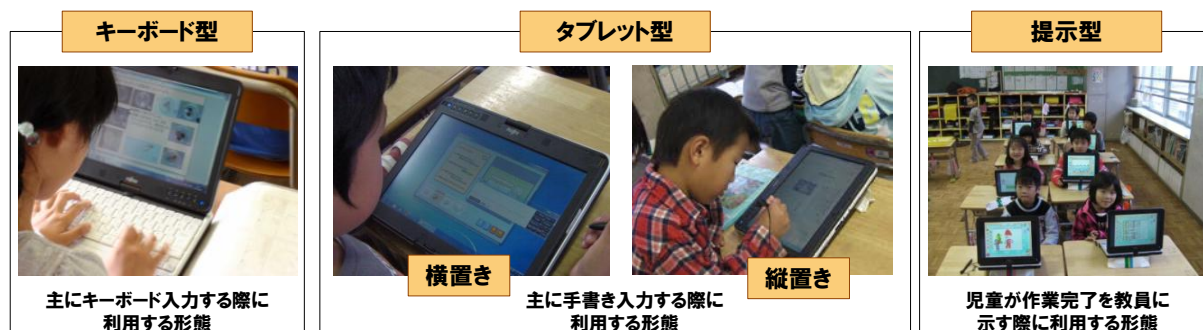 キーボード型
タブレット型
提示型
横置き
縦置き
主にキーボード入力する際に
利用する形態
主に手書き入力する際に
利用する形態
児童が作業完了を教員に
示す際に利用する形態